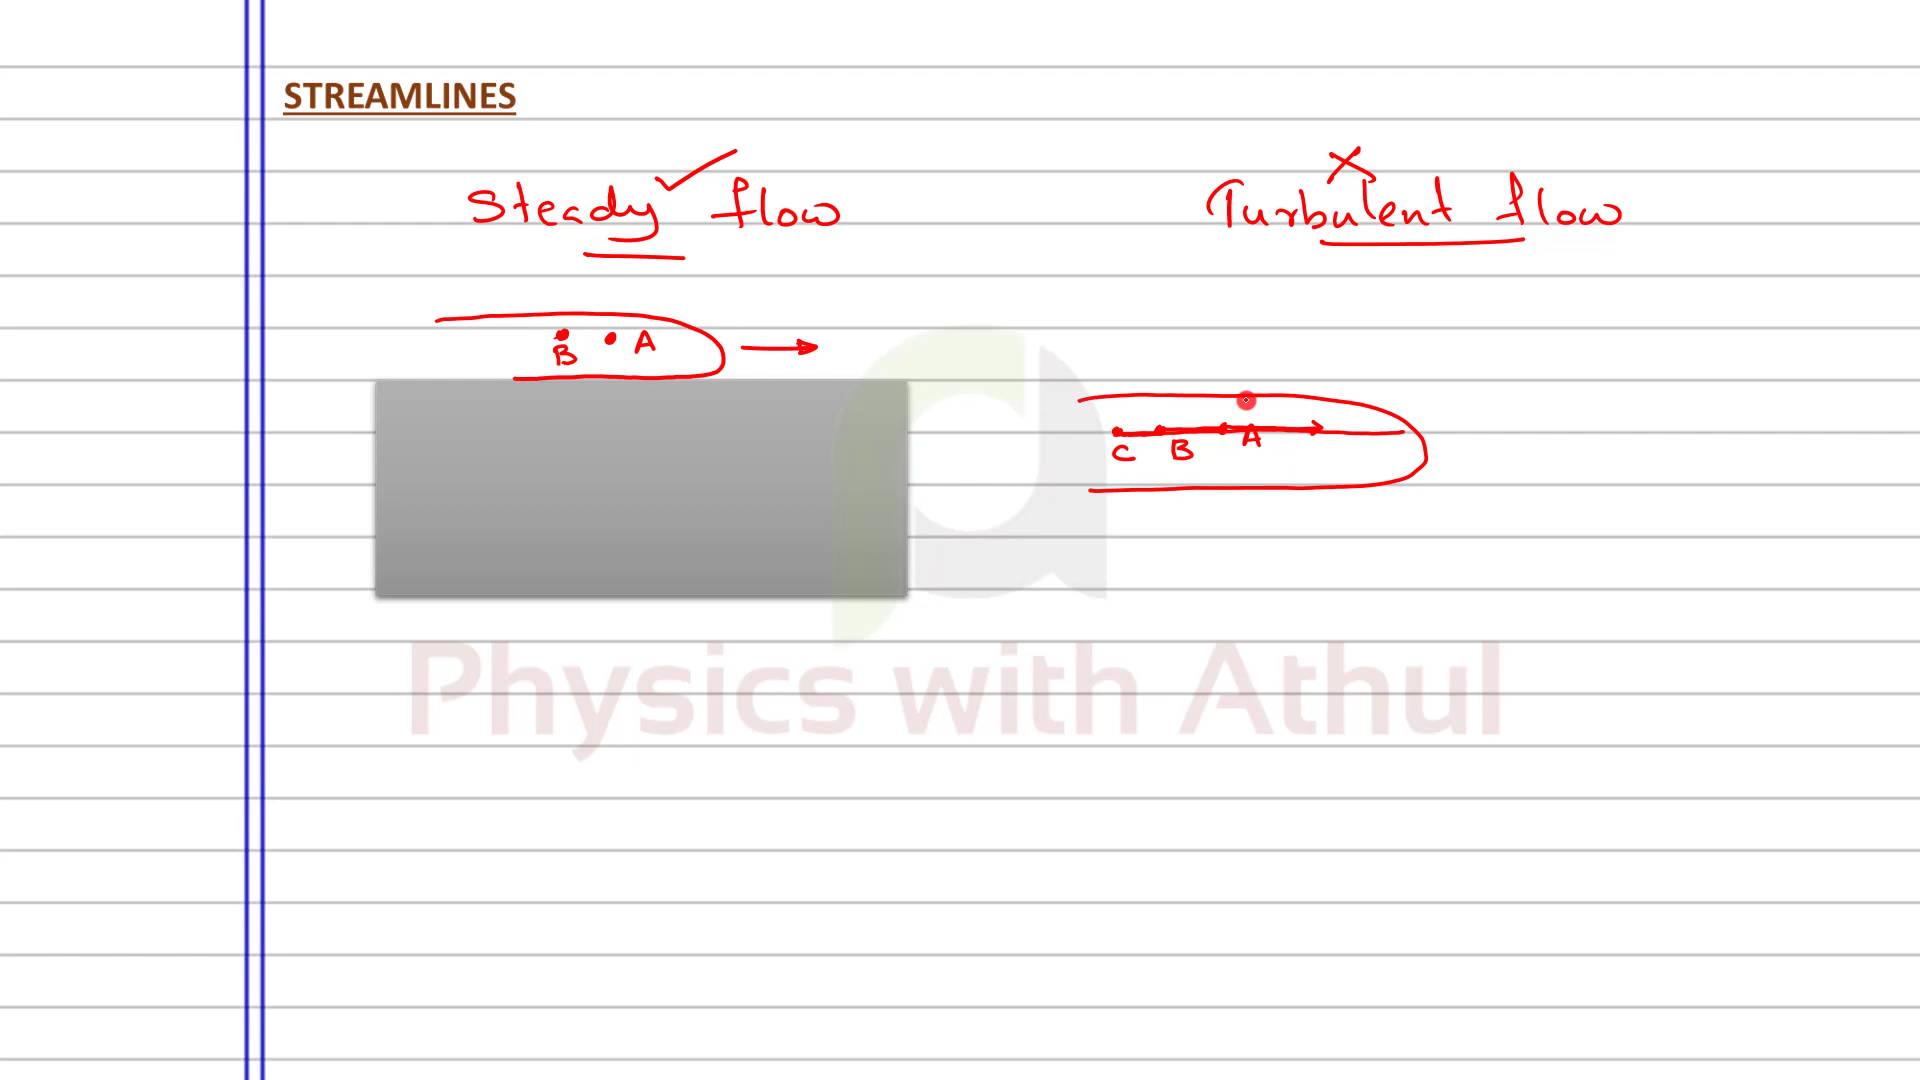 STREAMLINES
Steady flow
Turbulent flow
B A
C B A
Physics with Athul